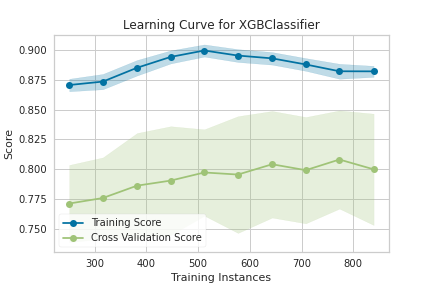 Learning Curve for XGBClassifier
0.900
0.875
0.850
0.825
0.800
0.775
0.750
Score
Training Score
Cross Validation Score
300 400 500 600 700 800
Training Instances